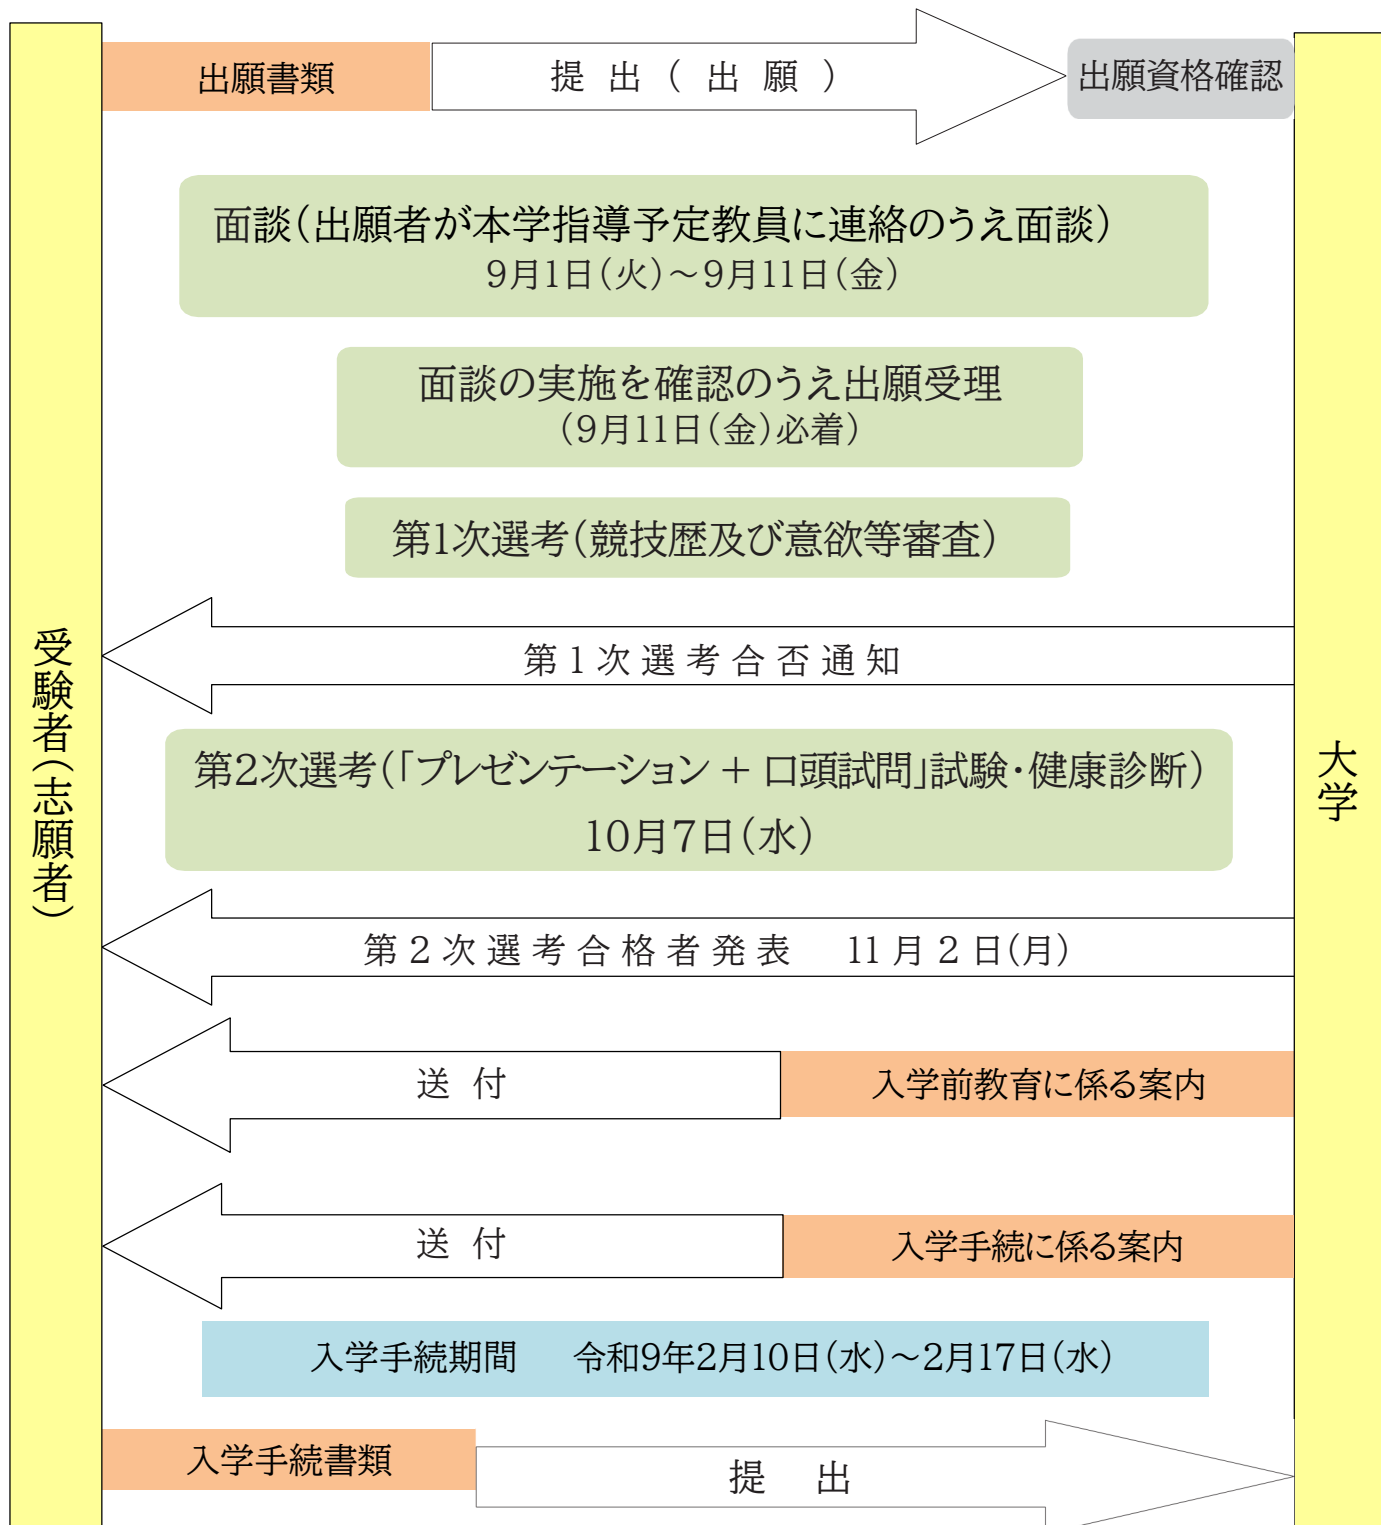 出願書類
提出(出願)
出願資格確認
面談(出願者が本学指導予定教員に連絡のうえ面談)
9月1日(火)～9月11日(金)
面談の実施を確認のうえ出願受理
(9月11日(金)必着)
第1次選考(競技歴及び意欲等審査)
第1次選考合否通知
受験者(志願者)
大学
第2次選考(「プレゼンテーション + 口頭試問」試験・健康診断)
10月7日(水)
第2次選考合格者発表 11月2日(月)
送付
入学前教育に係る案内
送付
入学手続に係る案内
入学手続期間 令和9年2月10日(水)～2月17日(水)
入学手続書類
提出